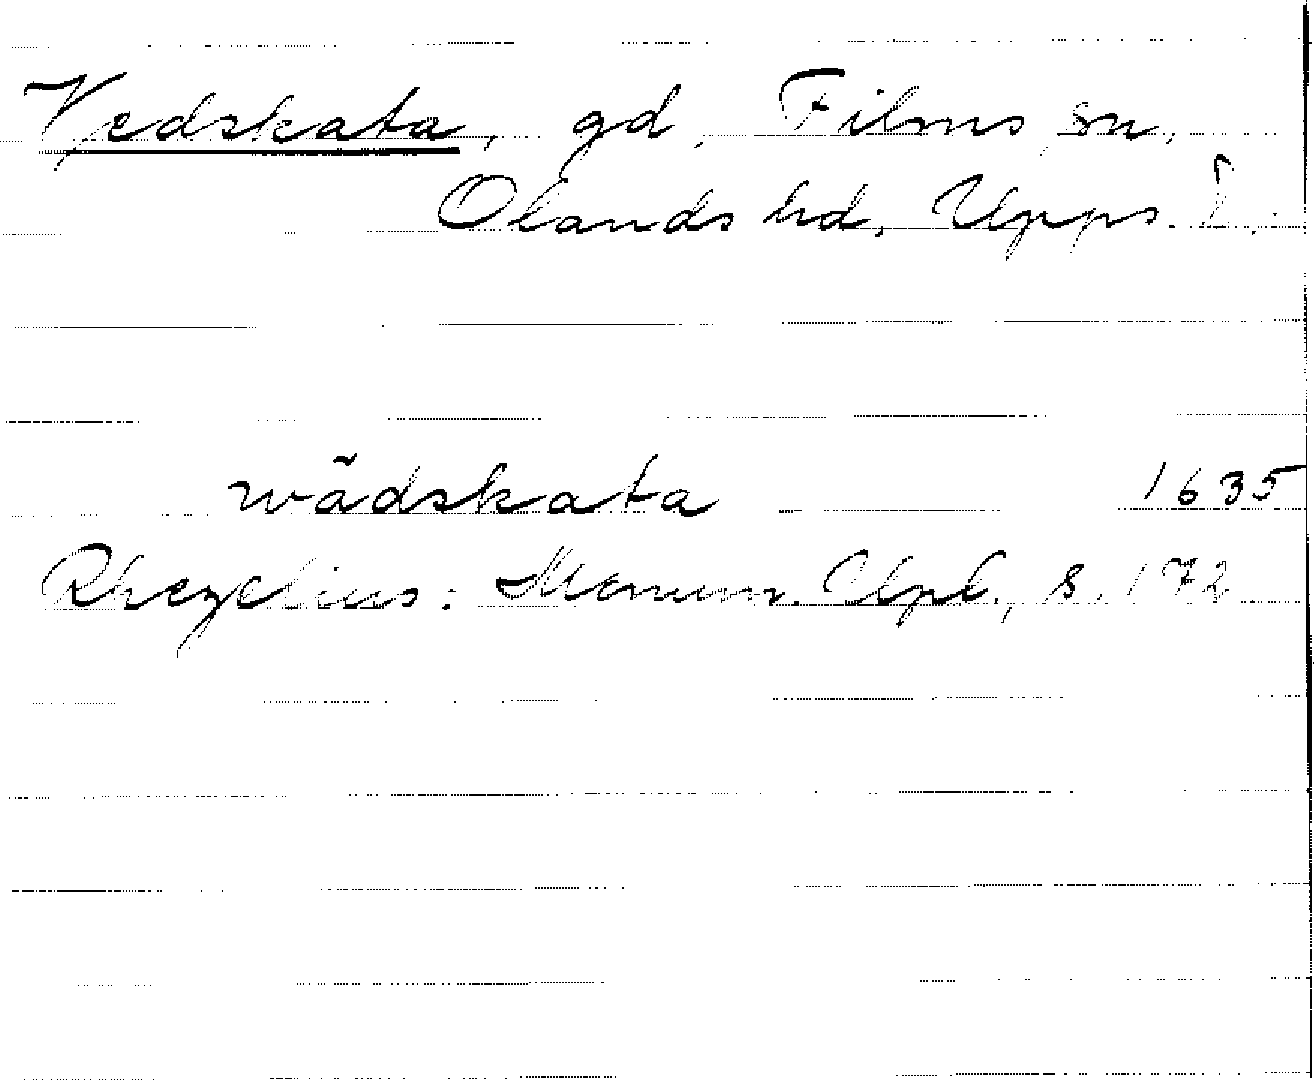 Vedskata, gd, Films sn,
Olands hd, Upps. l.
wädskata 1635
Rhezelius: Monum. Upl., s. 172